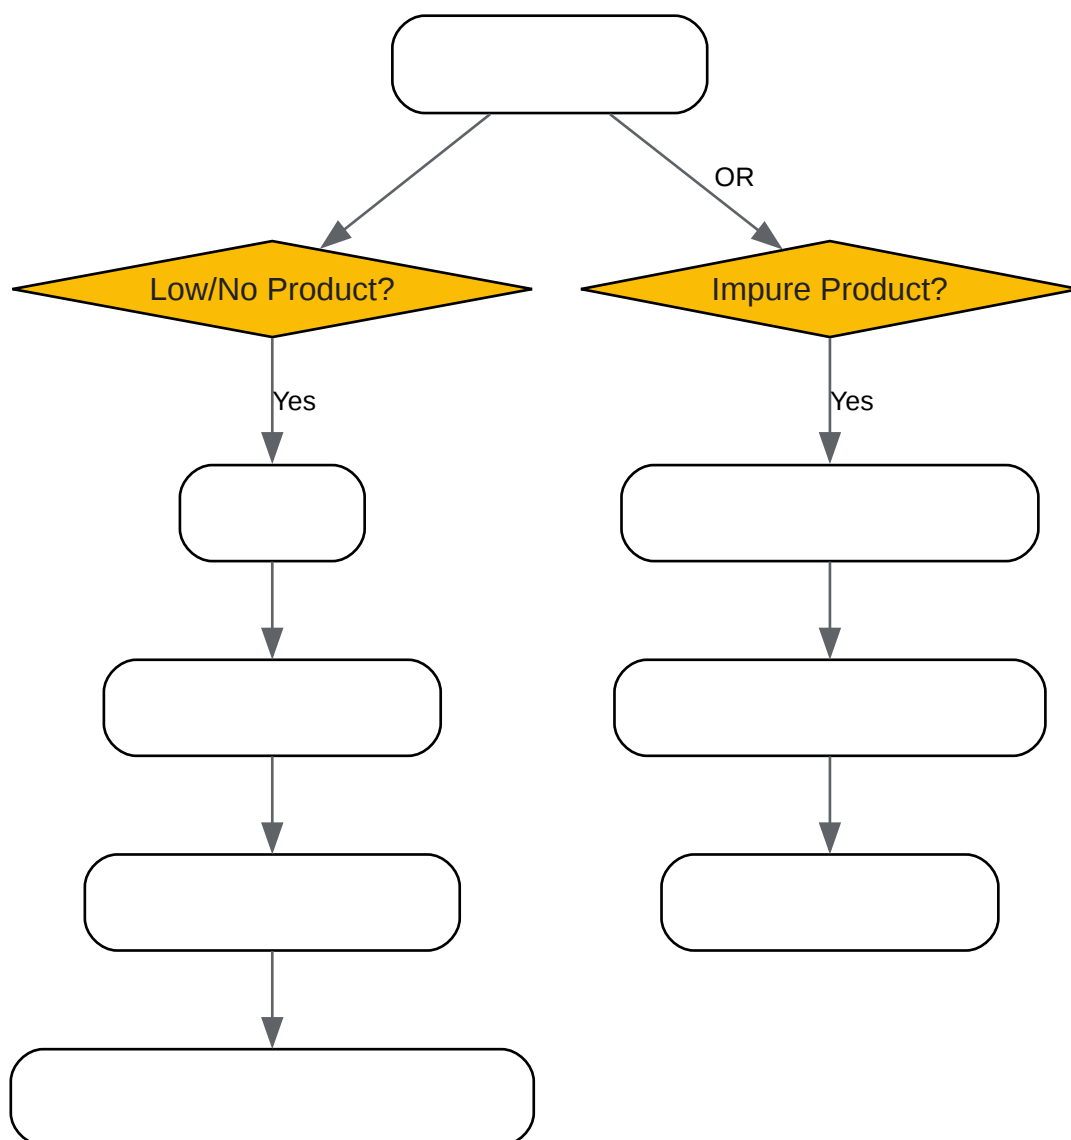 OR
Low/No Product?
Impure Product?
Yes
Yes